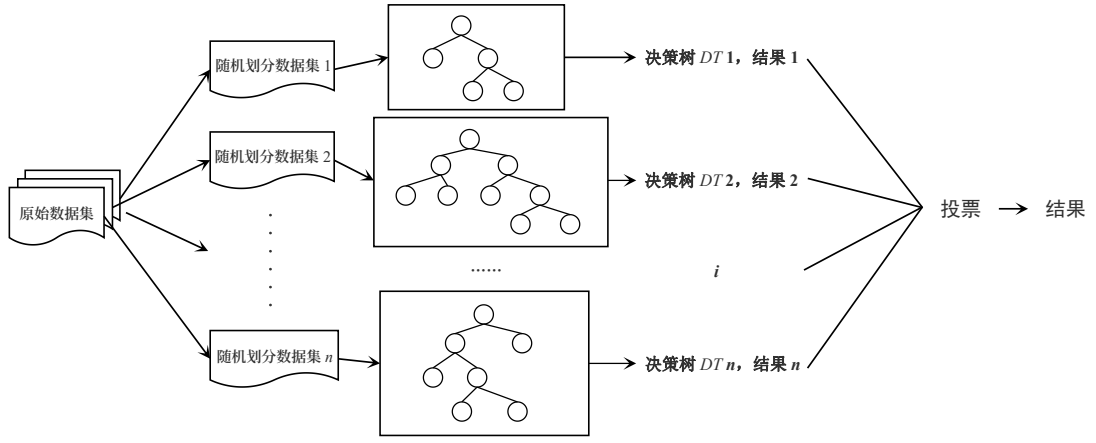 原始数据集
随机划分数据集 1
随机划分数据集 2
随机划分数据集 n
......
决策树 DT 1，结果 1
决策树 DT 2，结果 2
i
决策树 DT n，结果 n
投票
结果